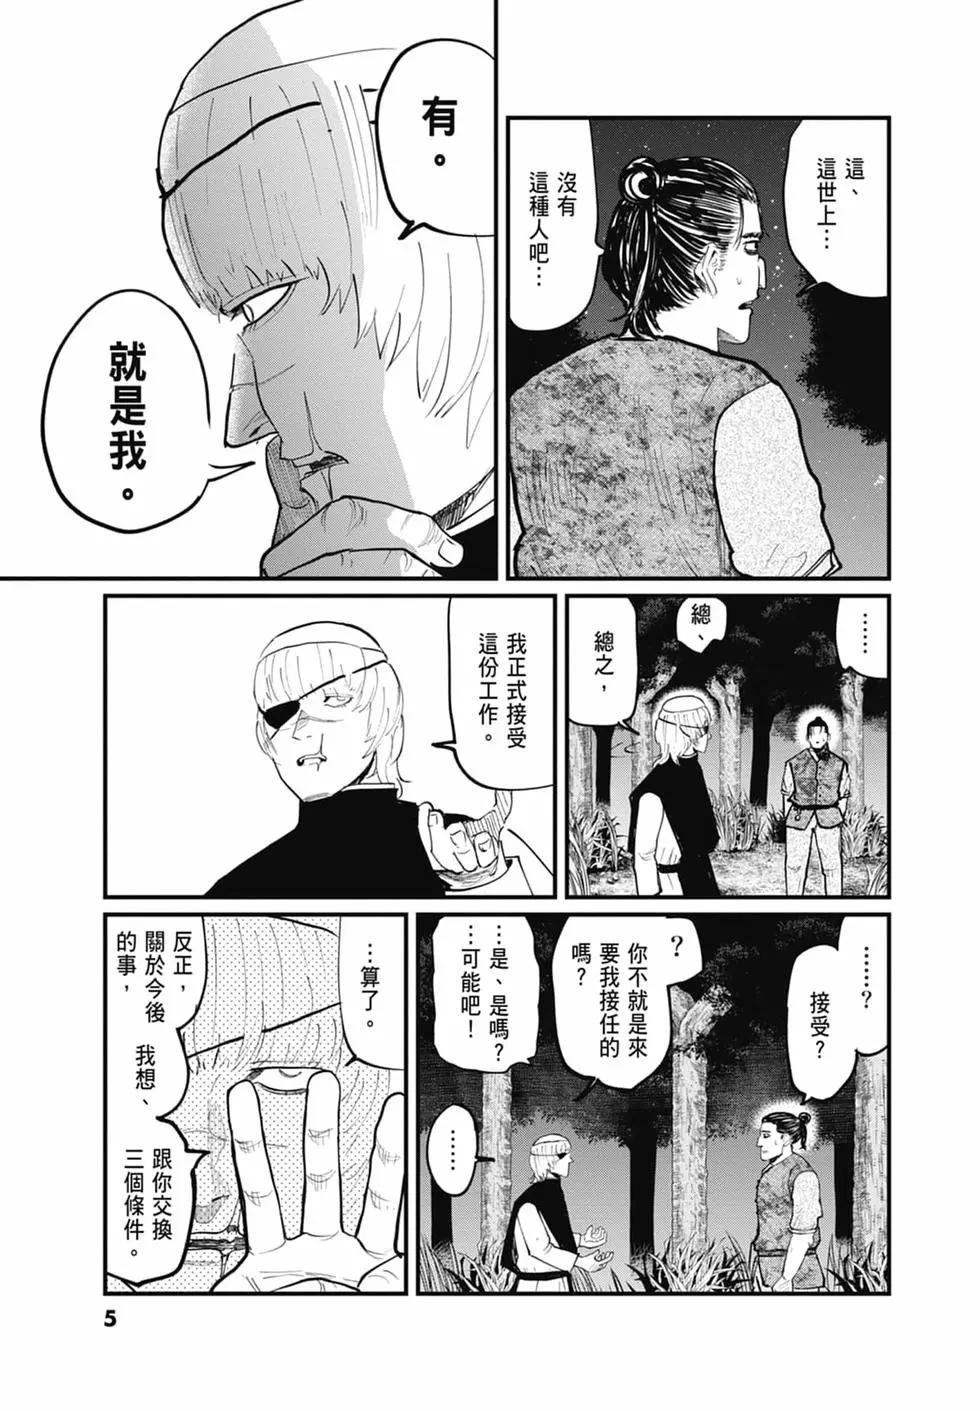 這、
這世上…
沒有
這種人吧…
有。
就是我。
……
總、
總之，
我正式接受
這份工作。
……？
接受？
？
你不就是來
要我接任的
嗎？
…是、是嗎？
…可能吧！
……
…算了。
反正，
關於今後
的事，
我想、
跟你交換
三個條件。
5